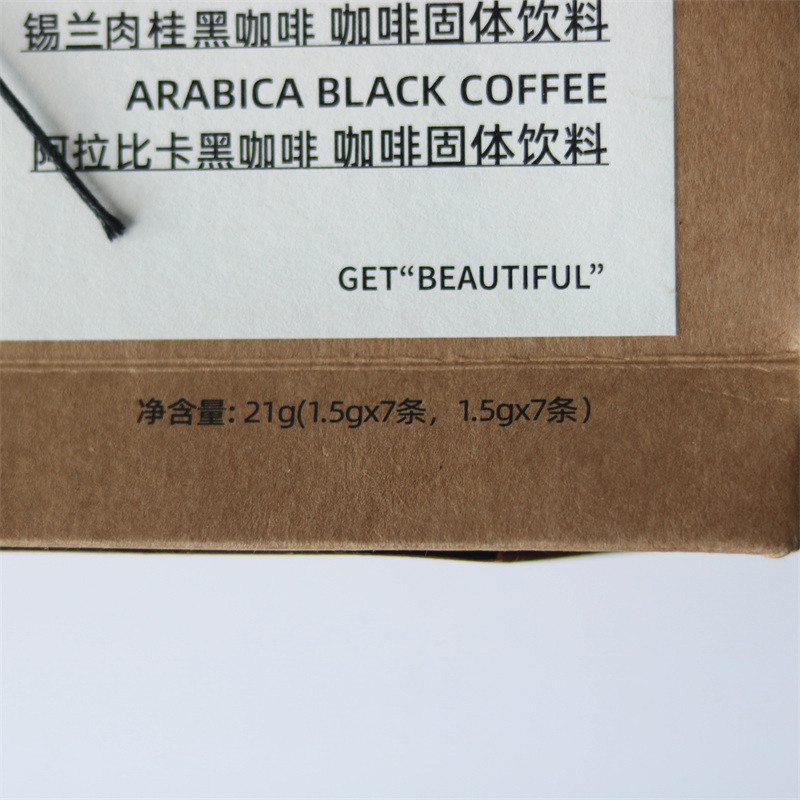 锡兰肉桂黑咖啡 咖啡固体饮料
ARABICA BLACK COFFEE
阿拉比卡黑咖啡 咖啡固体饮料
GET“BEAUTIFUL”
净含量: 21g(1.5gx7条，1.5gx7条）